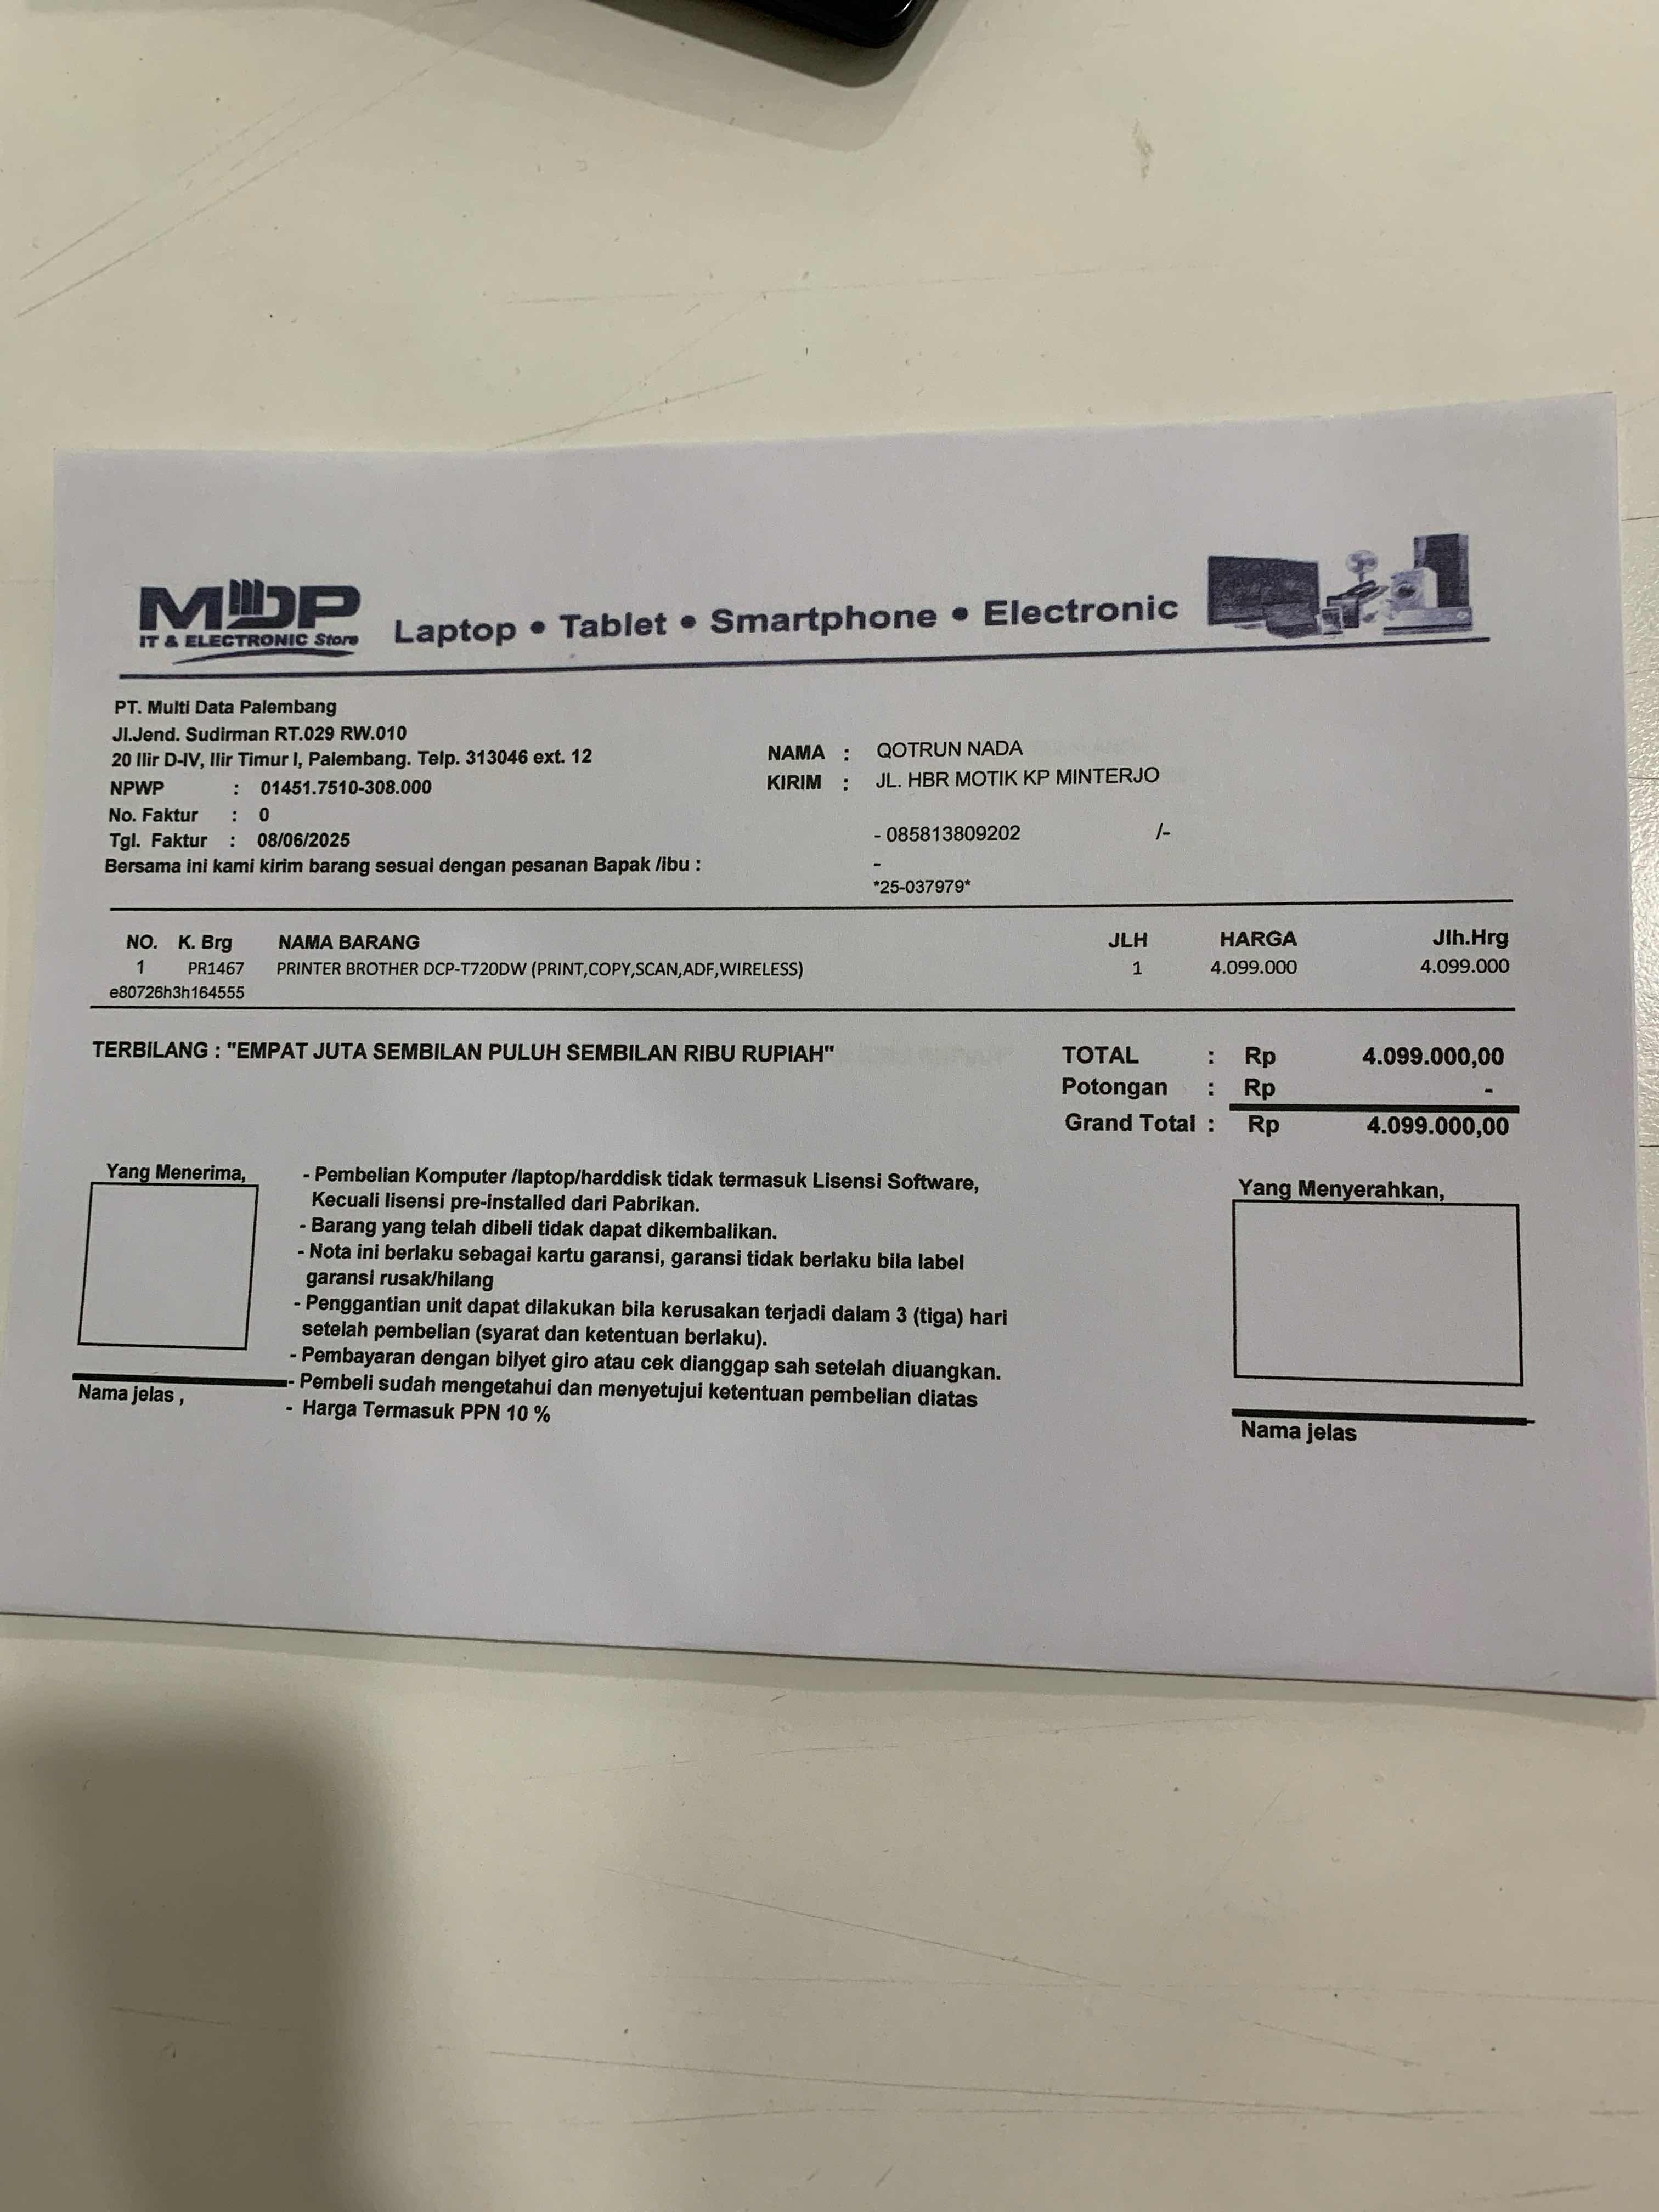 MDP
IT & ELECTRONIC Store
Laptop • Tablet • Smartphone • Electronic
PT. Multi Data Palembang
Jl.Jend. Sudirman RT.029 RW.010
20 Ilir D-IV, Ilir Timur I, Palembang. Telp. 313046 ext. 12
NPWP : 01451.7510-308.000
No. Faktur : 0
Tgl. Faktur : 08/06/2025
Bersama ini kami kirim barang sesuai dengan pesanan Bapak /ibu :
NAMA : QOTRUN NADA
KIRIM : JL. HBR MOTIK KP MINTERJO
- 085813809202 /-
-
*25-037979*
NO. K. Brg NAMA BARANG JLH HARGA Jlh.Hrg
1 PR1467 PRINTER BROTHER DCP-T720DW (PRINT,COPY,SCAN,ADF,WIRELESS) 1 4.099.000 4.099.000
e80726h3h164555
TERBILANG : "EMPAT JUTA SEMBILAN PULUH SEMBILAN RIBU RUPIAH"
TOTAL : Rp 4.099.000,00
Potongan : Rp -
Grand Total : Rp 4.099.000,00
Yang Menerima,
Nama jelas ,
- Pembelian Komputer /laptop/harddisk tidak termasuk Lisensi Software,
Kecuali lisensi pre-installed dari Pabrikan.
- Barang yang telah dibeli tidak dapat dikembalikan.
- Nota ini berlaku sebagai kartu garansi, garansi tidak berlaku bila label
garansi rusak/hilang
- Penggantian unit dapat dilakukan bila kerusakan terjadi dalam 3 (tiga) hari
setelah pembelian (syarat dan ketentuan berlaku).
- Pembayaran dengan bilyet giro atau cek dianggap sah setelah diuangkan.
- Pembeli sudah mengetahui dan menyetujui ketentuan pembelian diatas
- Harga Termasuk PPN 10 %
Yang Menyerahkan,
Nama jelas